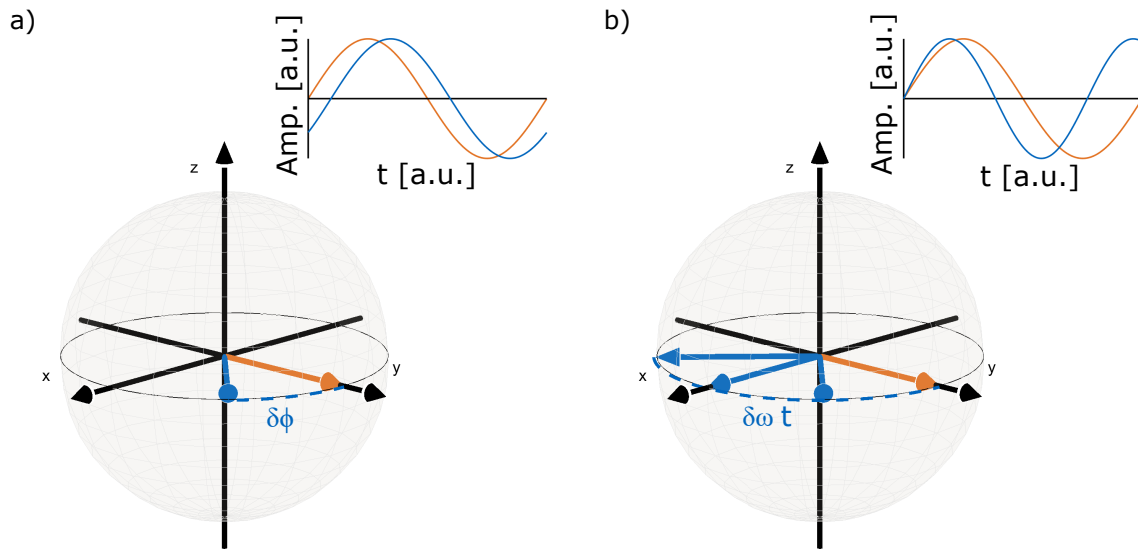 a)
Amp. [a.u.]
t [a.u.]
z
x
y
δϕ
b)
Amp. [a.u.]
t [a.u.]
z
x
y
δω t